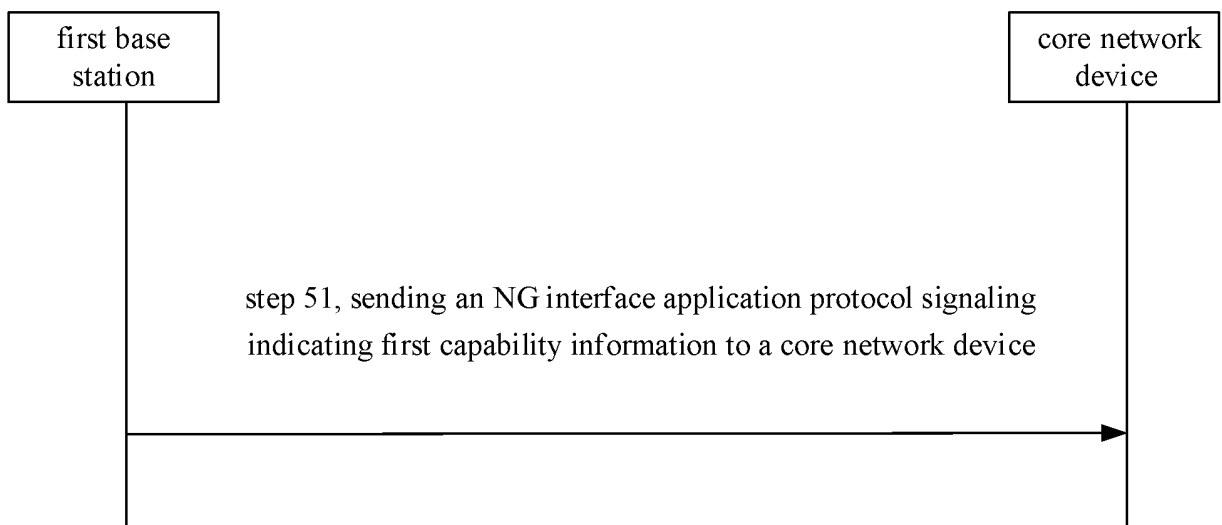 first base
station
core network
device
step 51, sending an NG interface application protocol signaling
indicating first capability information to a core network device